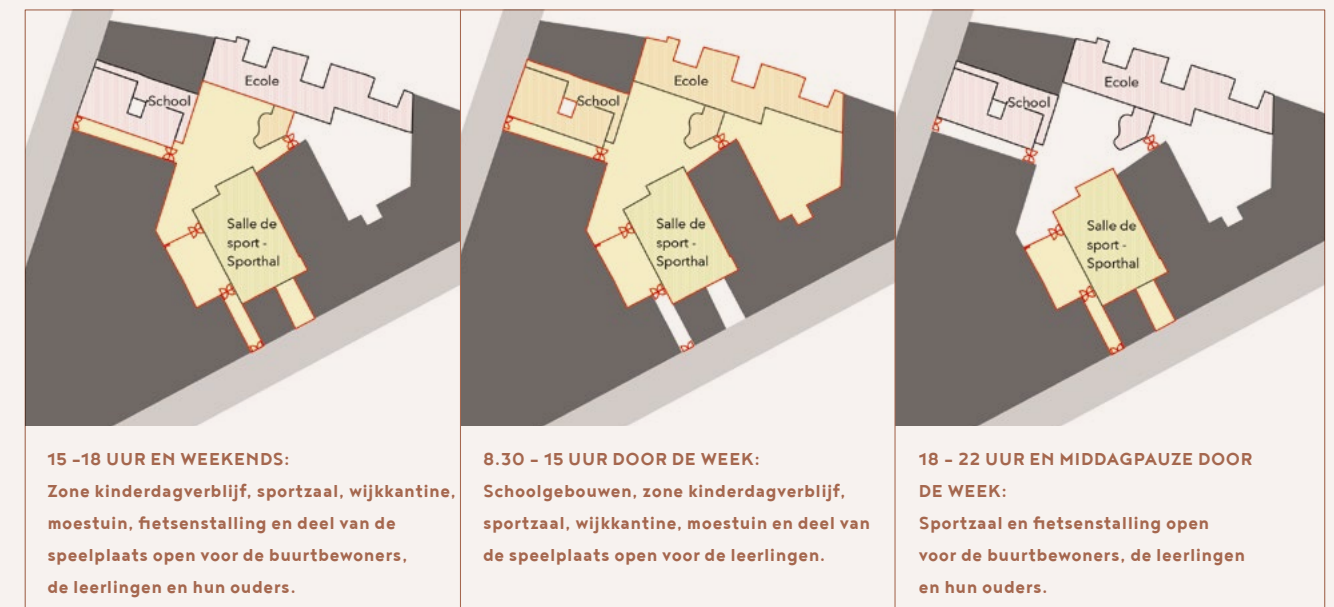 Ecole
School
Salle de
sport -
Sporthal
Ecole
School
Salle de
sport -
Sporthal
Ecole
School
Salle de
sport -
Sporthal
15 –18 UUR EN WEEKENDS:
Zone kinderdagverblijf, sportzaal, wijkkantine,
moestuin, fietsenstalling en deel van de
speelplaats open voor de buurtbewoners,
de leerlingen en hun ouders.
8.30 – 15 UUR DOOR DE WEEK:
Schoolgebouwen, zone kinderdagverblijf,
sportzaal, wijkkantine, moestuin en deel van
de speelplaats open voor de leerlingen.
18 – 22 UUR EN MIDDAGPAUZE DOOR
DE WEEK:
Sportzaal en fietsenstalling open
voor de buurtbewoners, de leerlingen
en hun ouders.